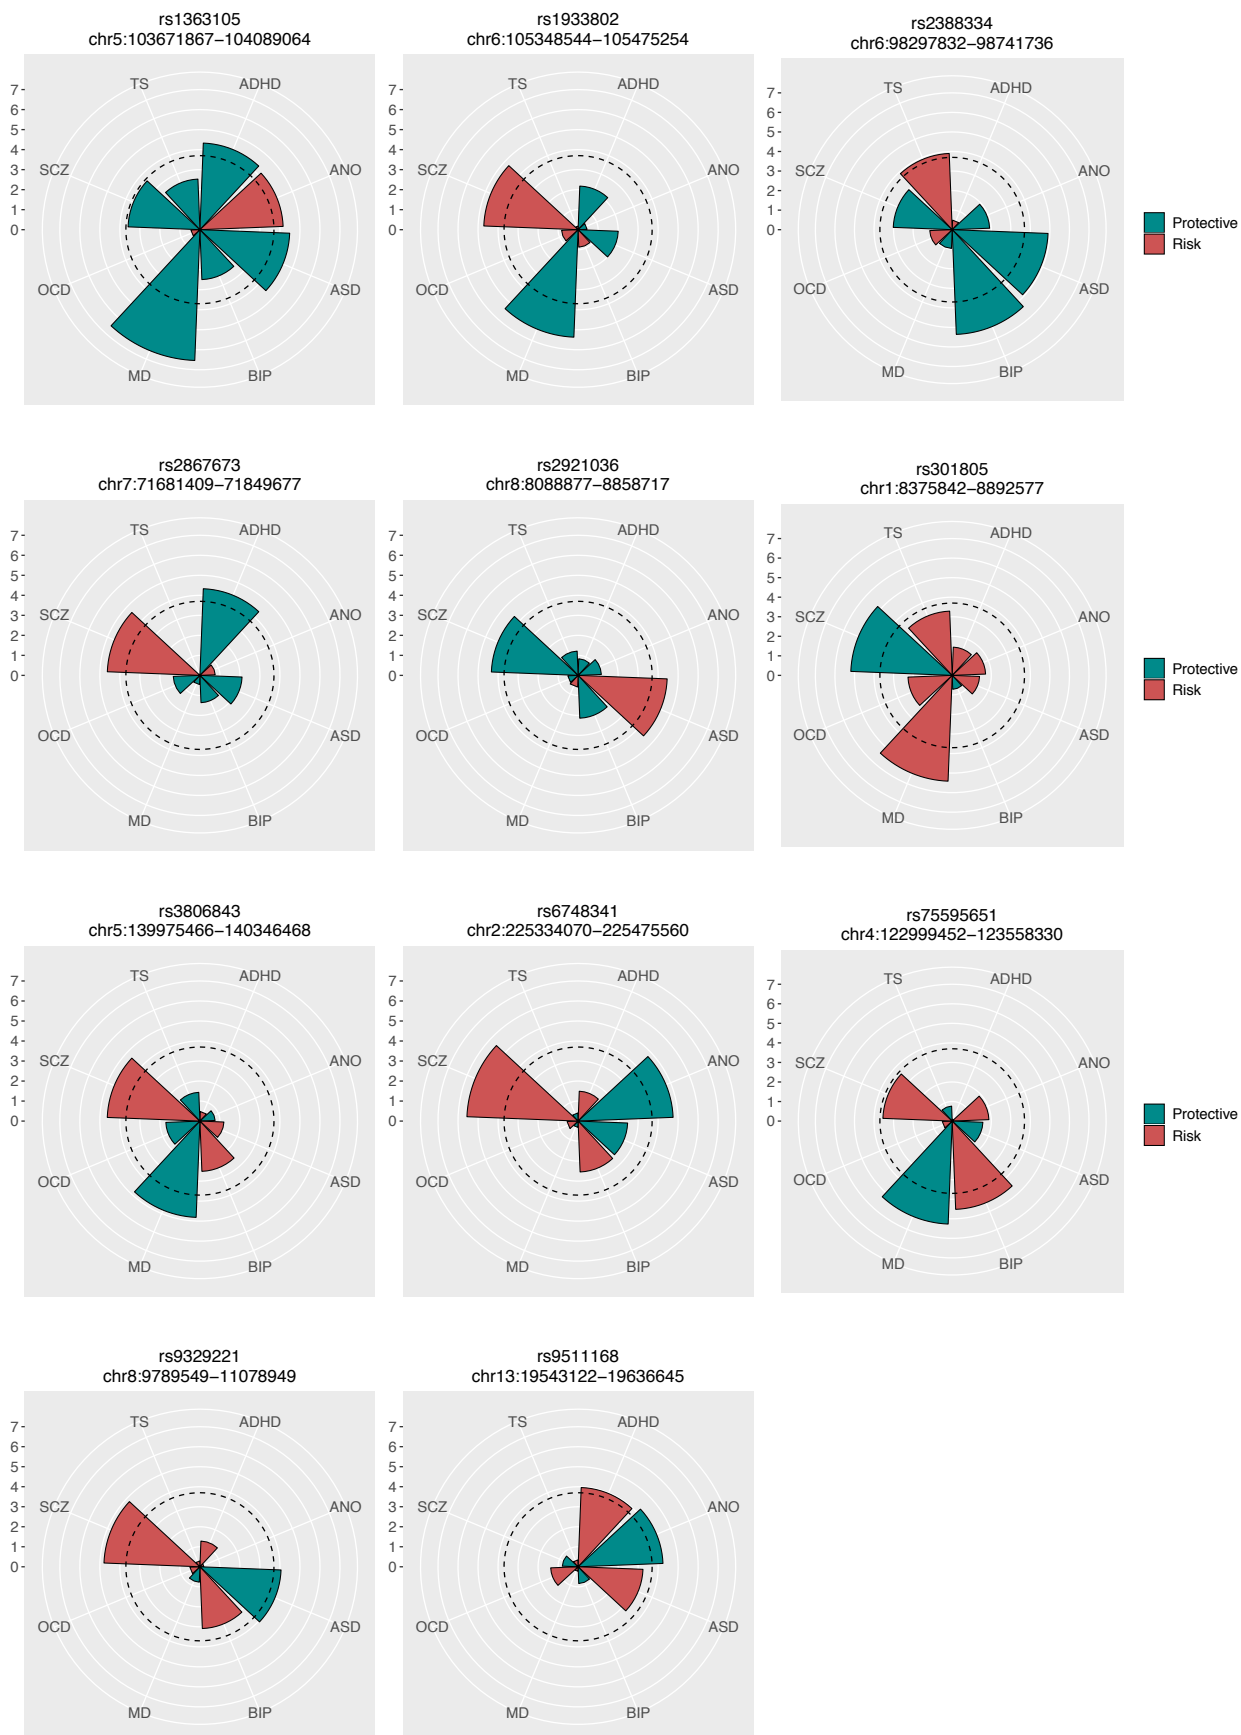 rs1363105
chr5:103671867−104089064
7
6
5
4
3
2
1
0
TS
ADHD
SCZ
ANO
OCD
ASD
MD
BIP
rs1933802
chr6:105348544−105475254
7
6
5
4
3
2
1
0
TS
ADHD
SCZ
ANO
OCD
ASD
MD
BIP
rs2388334
chr6:98297832−98741736
7
6
5
4
3
2
1
0
TS
ADHD
SCZ
ANO
OCD
ASD
MD
BIP
Protective
Risk
rs2867673
chr7:71681409−71849677
7
6
5
4
3
2
1
0
TS
ADHD
SCZ
ANO
OCD
ASD
MD
BIP
rs2921036
chr8:8088877−8858717
7
6
5
4
3
2
1
0
TS
ADHD
SCZ
ANO
OCD
ASD
MD
BIP
rs301805
chr1:8375842−8892577
7
6
5
4
3
2
1
0
TS
ADHD
SCZ
ANO
OCD
ASD
MD
BIP
Protective
Risk
rs3806843
chr5:139975466−140346468
7
6
5
4
3
2
1
0
TS
ADHD
SCZ
ANO
OCD
ASD
MD
BIP
rs6748341
chr2:225334070−225475560
7
6
5
4
3
2
1
0
TS
ADHD
SCZ
ANO
OCD
ASD
MD
BIP
rs75595651
chr4:122999452−123558330
7
6
5
4
3
2
1
0
TS
ADHD
SCZ
ANO
OCD
ASD
MD
BIP
Protective
Risk
rs9329221
chr8:9789549−11078949
7
6
5
4
3
2
1
0
TS
ADHD
SCZ
ANO
OCD
ASD
MD
BIP
rs9511168
chr13:19543122−19636645
7
6
5
4
3
2
1
0
TS
ADHD
SCZ
ANO
OCD
ASD
MD
BIP